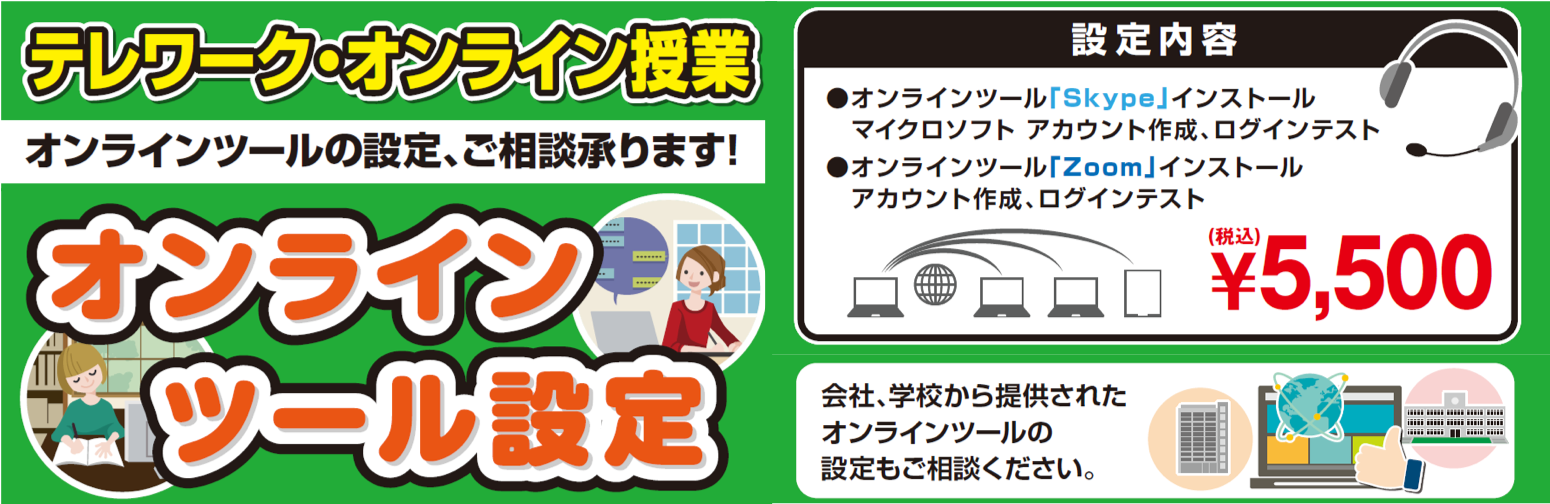 テレワーク・オンライン授業
オンラインツールの設定、ご相談承ります!
オンライン
ツール設定
設定内容
●オンラインツール「Skype」インストール
マイクロソフト アカウント作成、ログインテスト
●オンラインツール「Zoom」インストール
アカウント作成、ログインテスト
(税込)
¥5,500
会社、学校から提供された
オンラインツールの
設定もご相談ください。